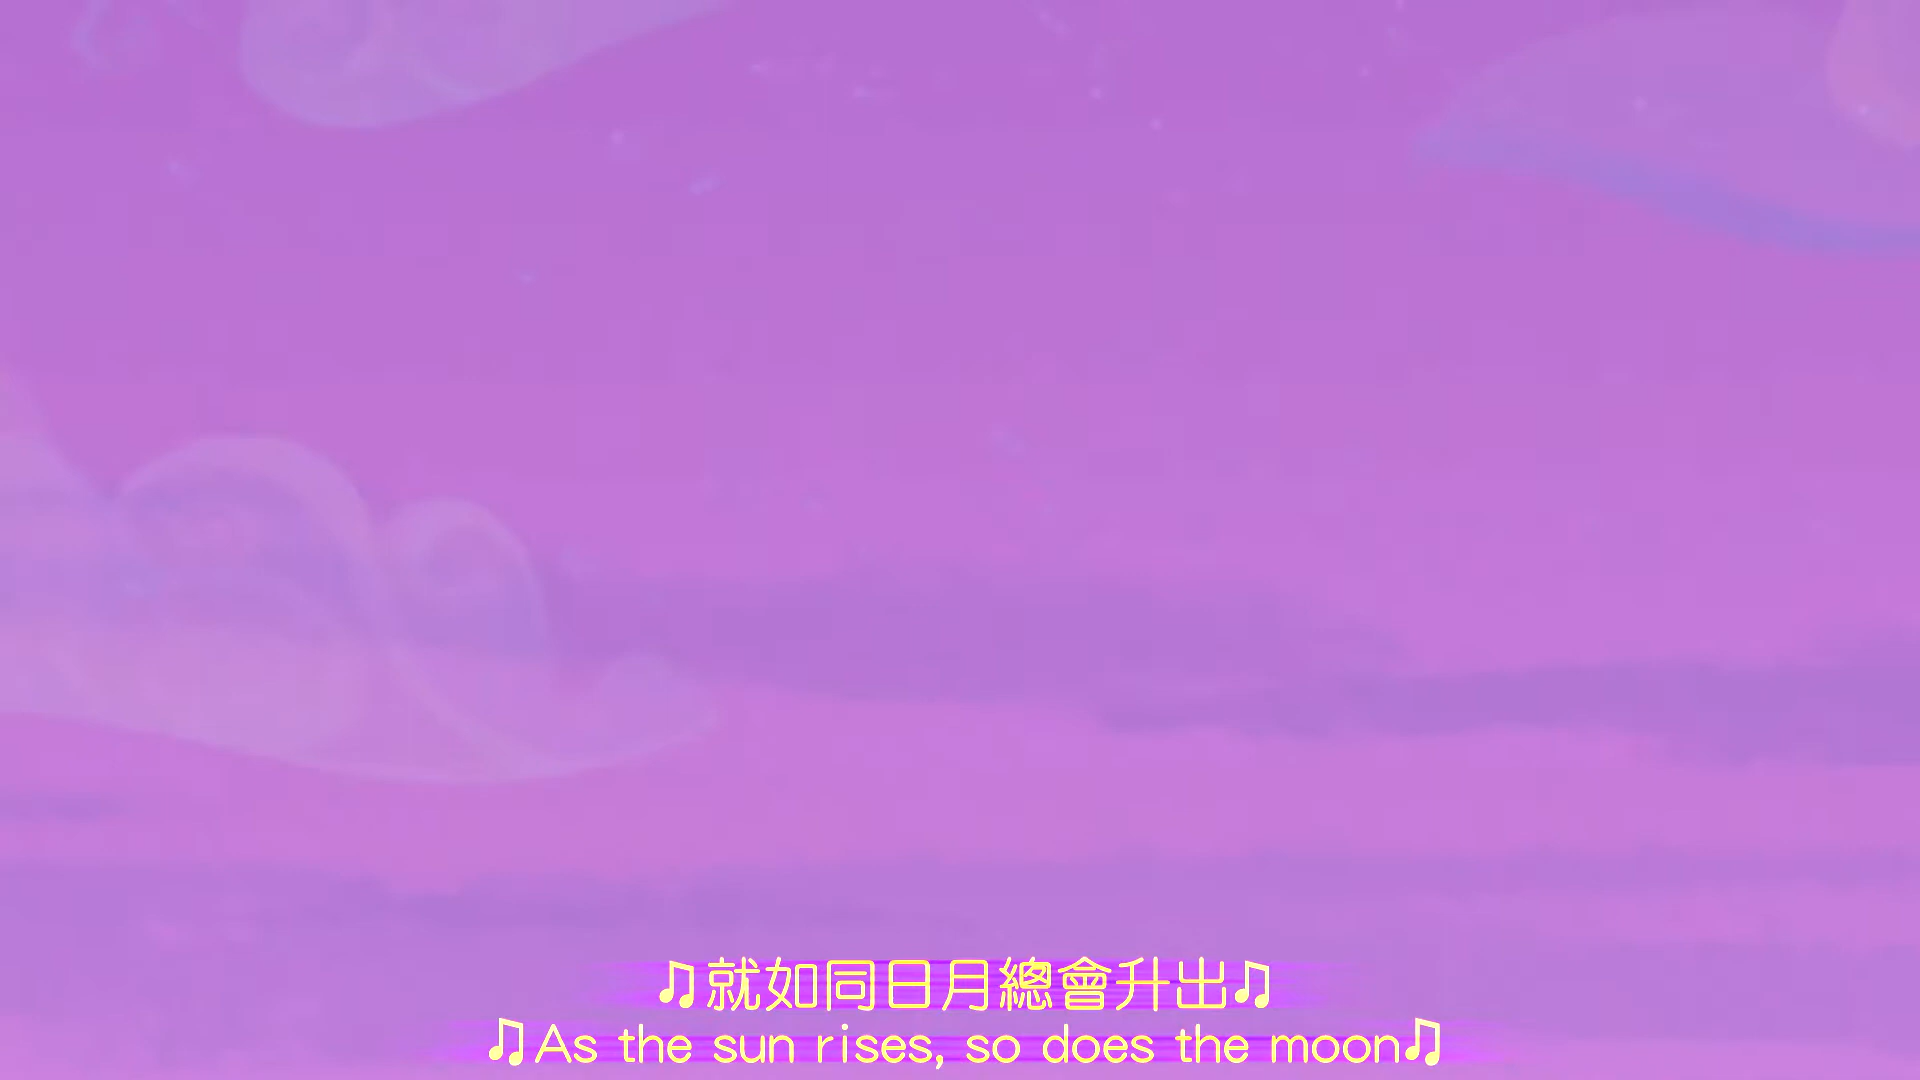 ♫就如同日月總會升出♫
♫As the sun rises, so does the moon♫